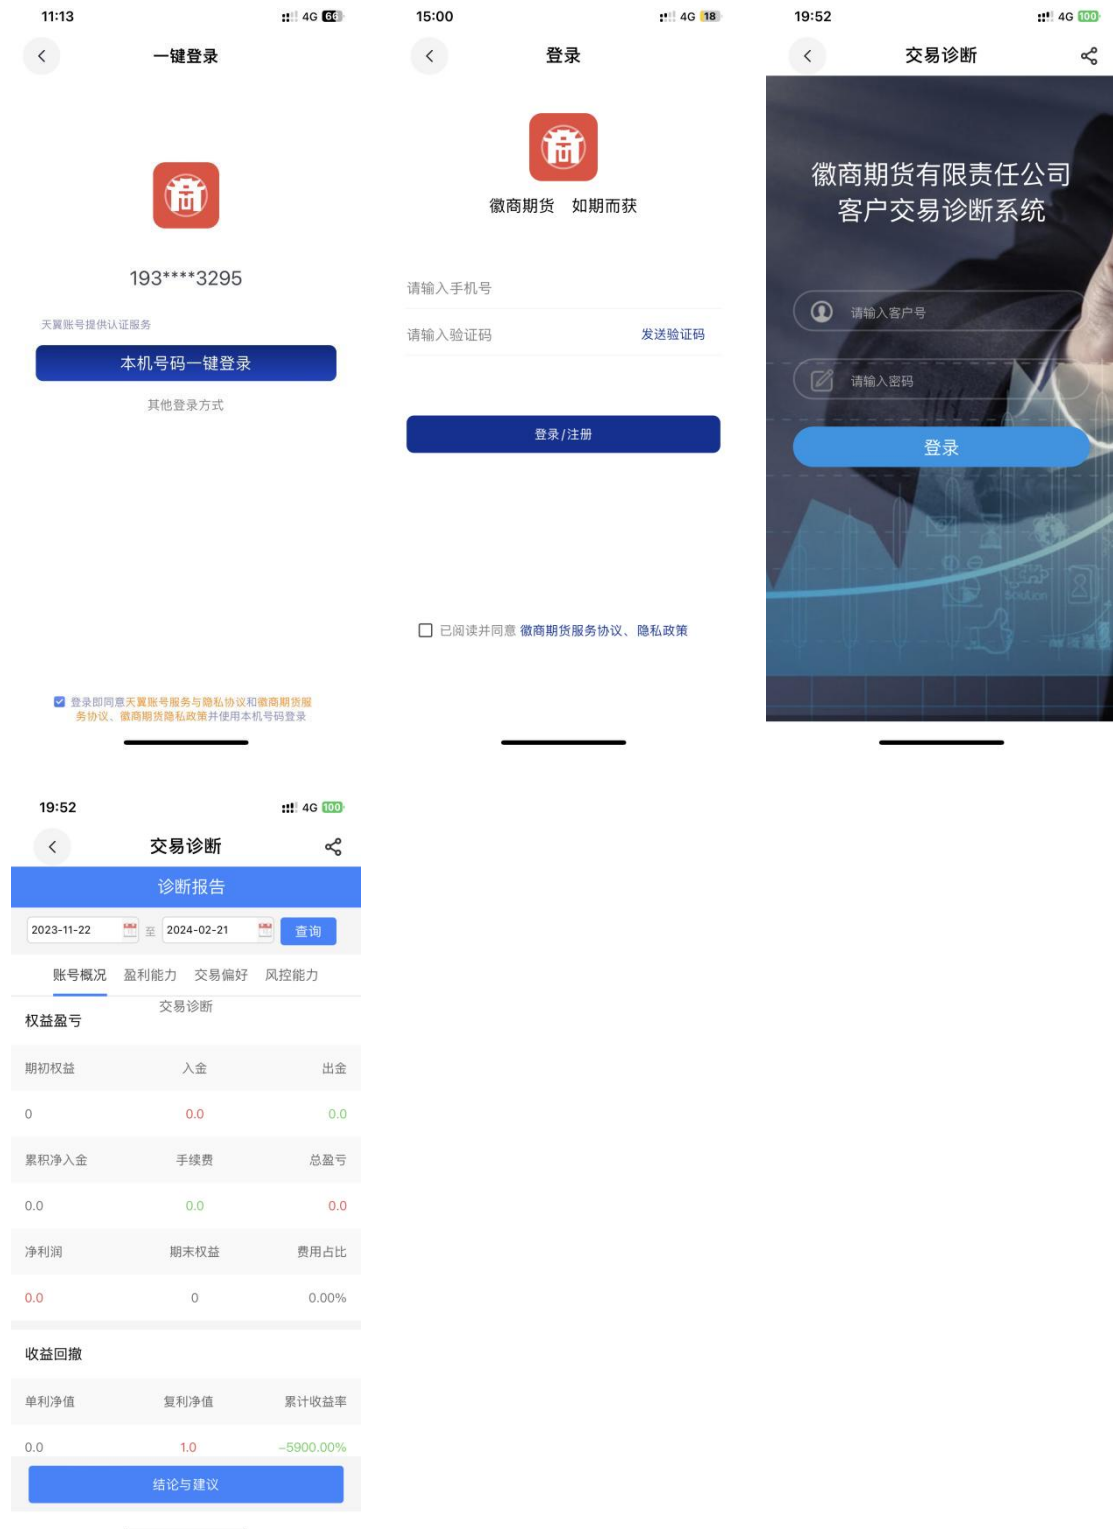 11:13
4G 66
一键登录
193****3295
天翼账号提供认证服务
本机号码一键登录
其他登录方式
登录即同意天翼账号服务与隐私协议和徽商期货服
务协议、徽商期货隐私政策并使用本机号码登录
15:00
4G 18
登录
徽商期货 如期而获
请输入手机号
请输入验证码 发送验证码
登录/注册
已阅读并同意 徽商期货服务协议、隐私政策
19:52
4G 100
交易诊断
徽商期货有限责任公司
客户交易诊断系统
请输入客户号
请输入密码
登录
Solution
19:52
4G 100
交易诊断
诊断报告
2023-11-22 至 2024-02-21 查询
账号概况 盈利能力 交易偏好 风控能力
交易诊断
权益盈亏
期初权益 入金 出金
0 0.0 0.0
累积净入金 手续费 总盈亏
0.0 0.0 0.0
净利润 期末权益 费用占比
0.0 0 0.00%
收益回撤
单利净值 复利净值 累计收益率
0.0 1.0 -5900.00%
结论与建议